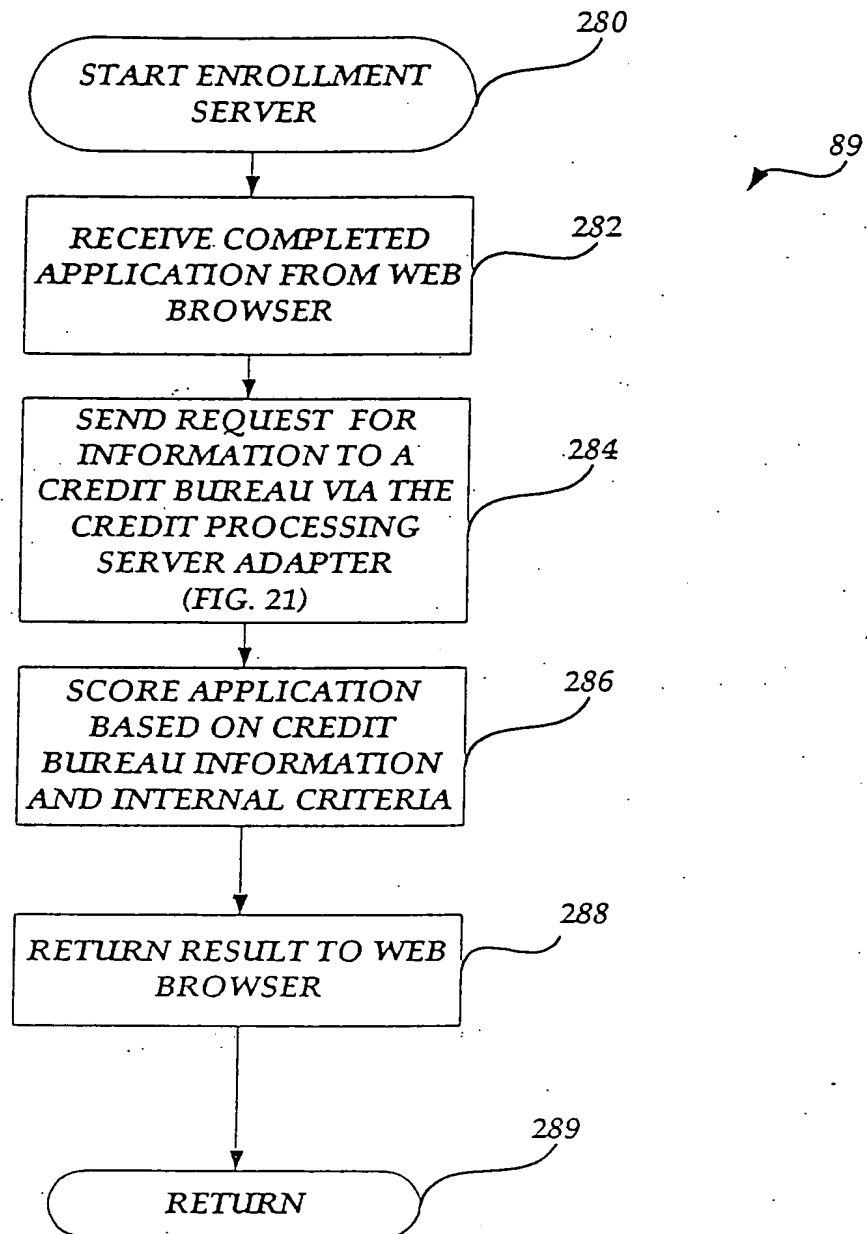 280
START ENROLLMENT
SERVER
89
282
RECEIVE COMPLETED
APPLICATION FROM WEB
BROWSER
SEND REQUEST FOR
INFORMATION TO A
CREDIT BUREAU VIA THE
CREDIT PROCESSING
SERVER ADAPTER
(FIG. 21)
284
SCORE APPLICATION
BASED ON CREDIT
BUREAU INFORMATION
AND INTERNAL CRITERIA
286
288
RETURN RESULT TO WEB
BROWSER
289
RETURN